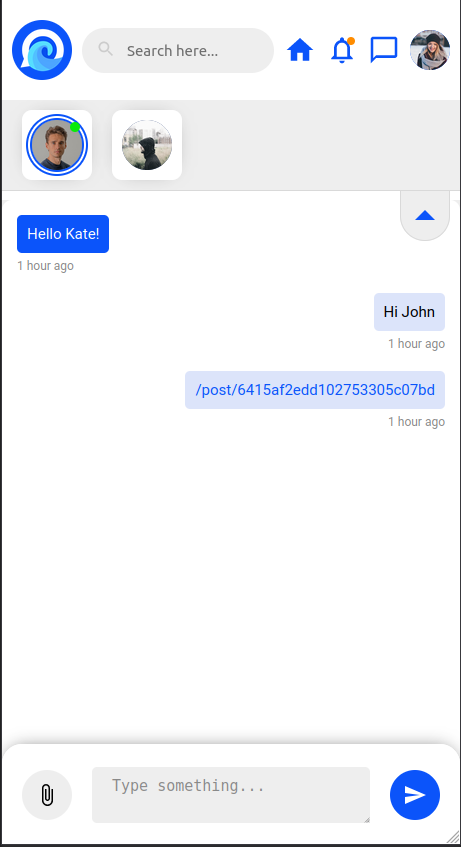 Search here...
Hello Kate!
1 hour ago
Hi John
1 hour ago
/post/6415af2edd102753305c07bd
1 hour ago
Type something...